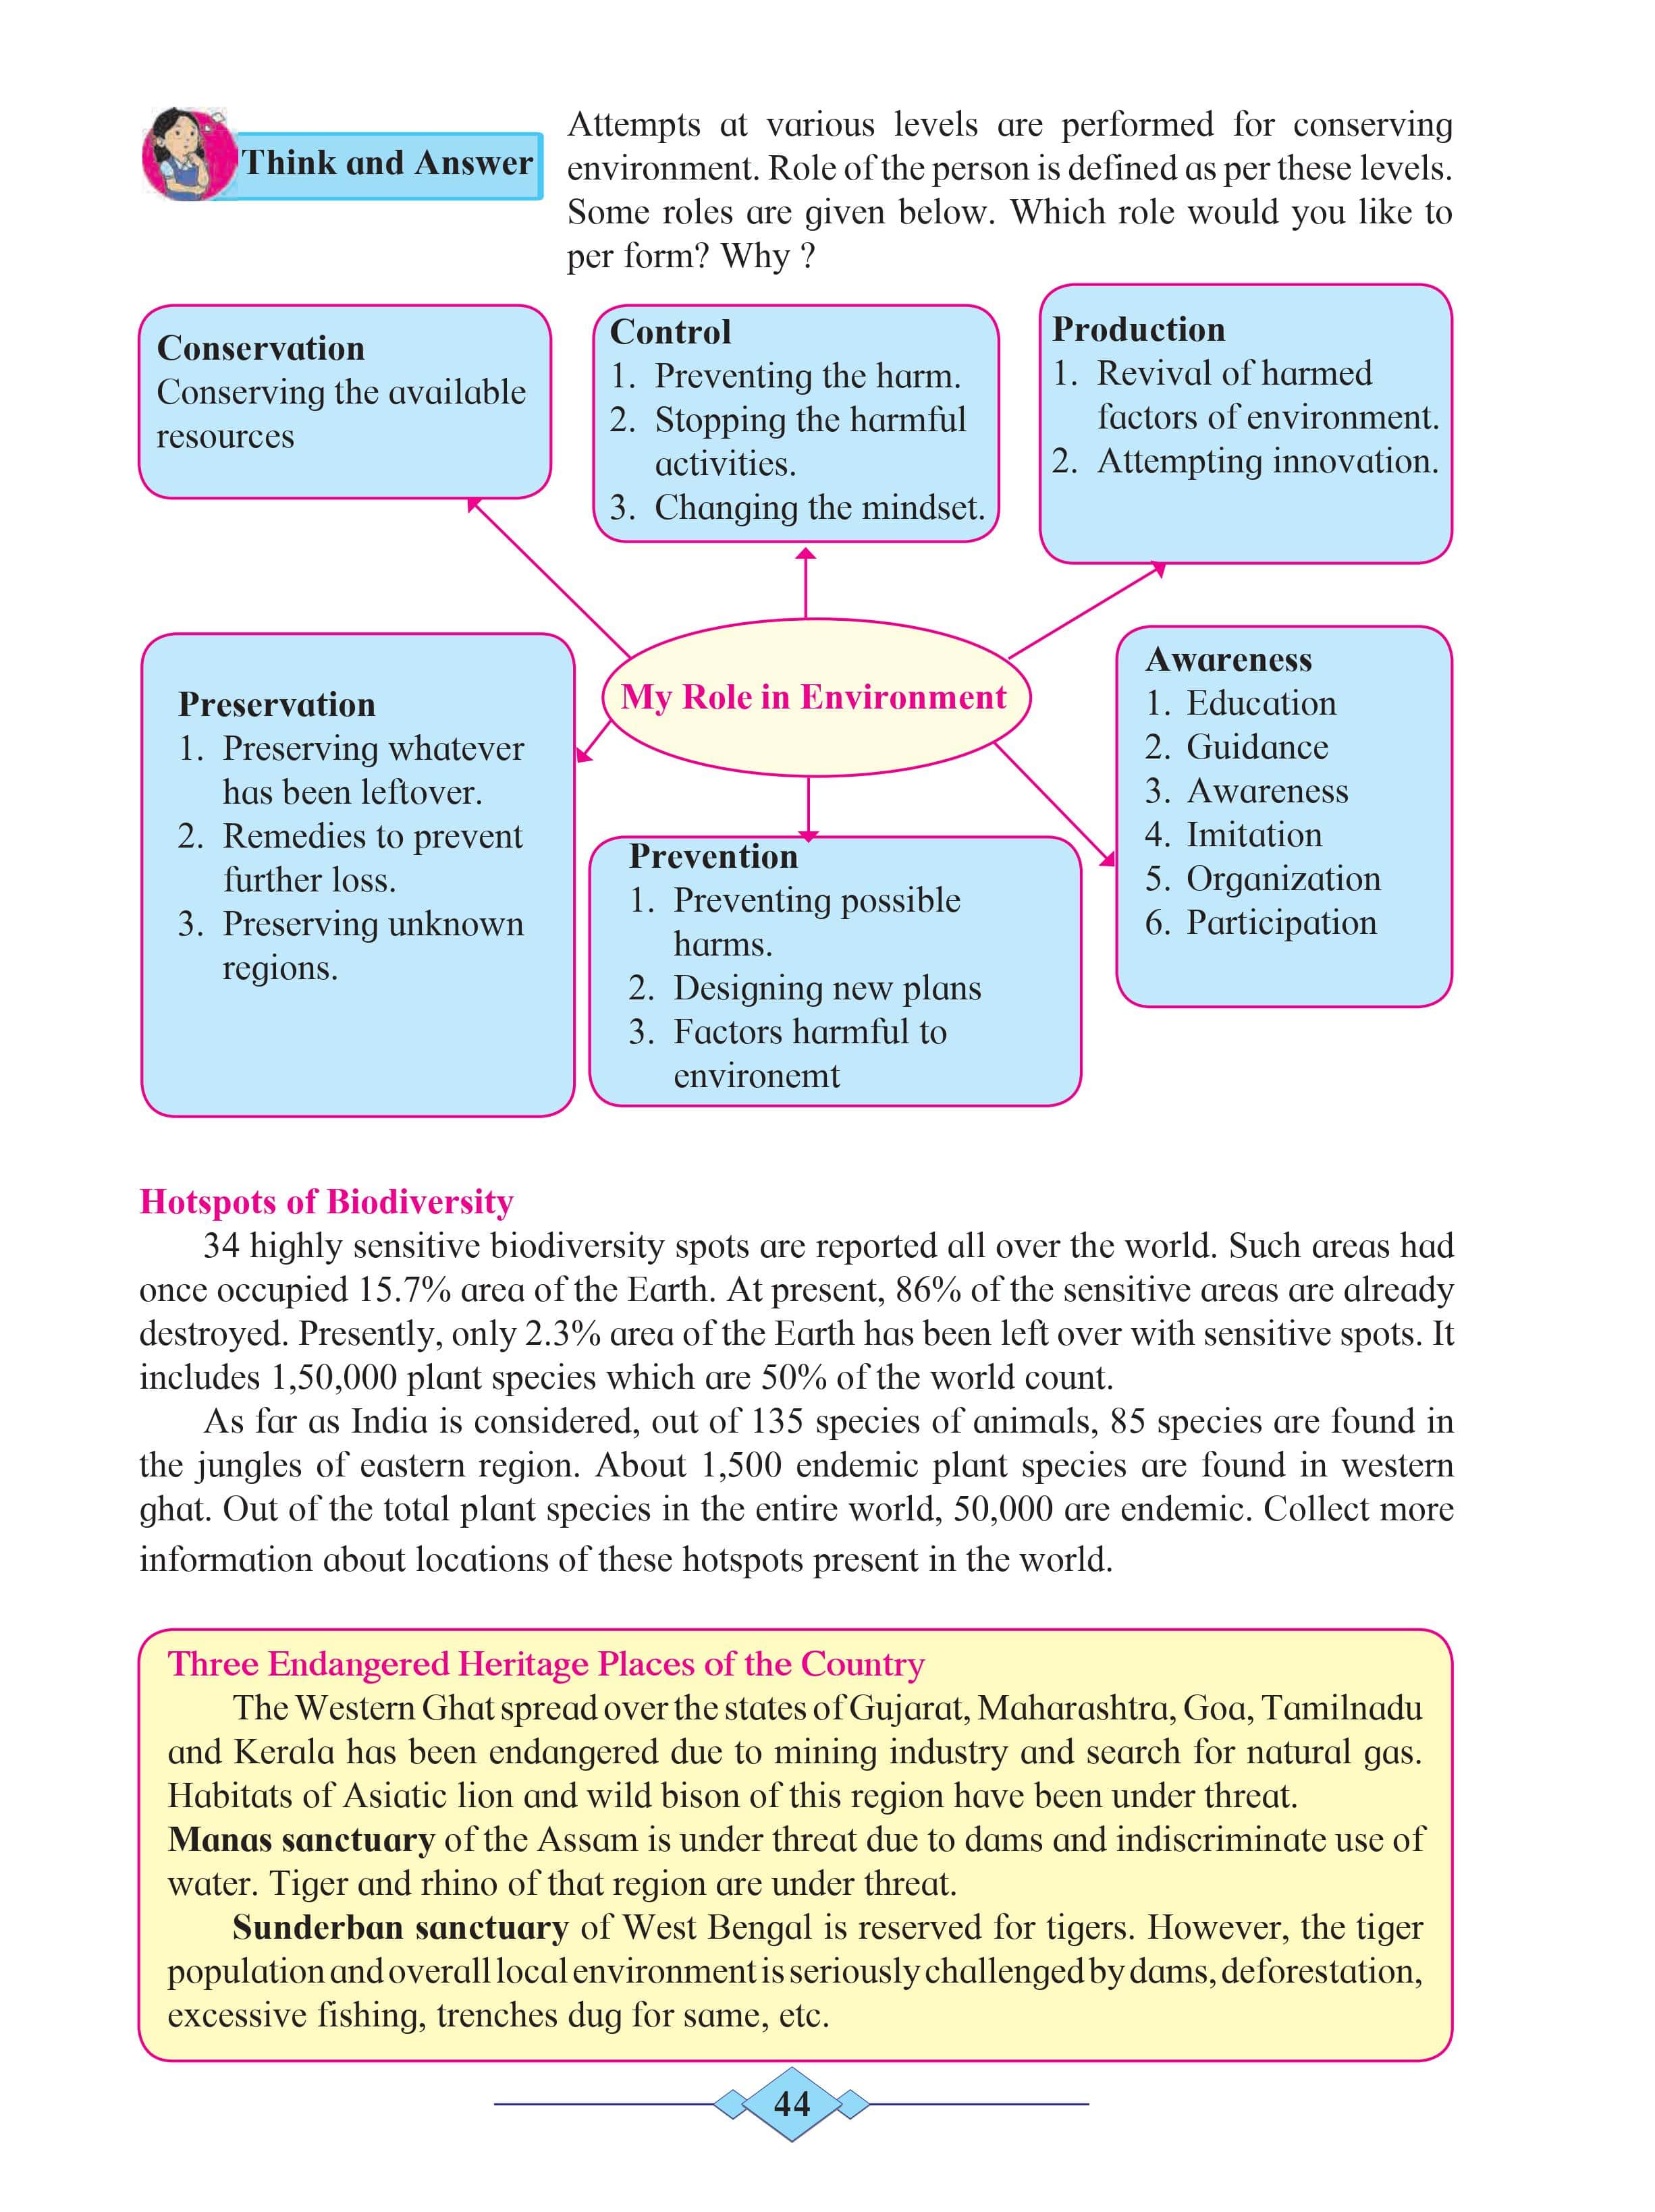 Think and Answer
Attempts at various levels are performed for conserving
environment. Role of the person is defined as per these levels.
Some roles are given below. Which role would you like to
per form? Why ?
Conservation
Conserving the available
resources
Control
1. Preventing the harm.
2. Stopping the harmful
activities.
3. Changing the mindset.
Production
1. Revival of harmed
factors of environment.
2. Attempting innovation.
My Role in Environment
Preservation
1. Preserving whatever
has been leftover.
2. Remedies to prevent
further loss.
3. Preserving unknown
regions.
Prevention
1. Preventing possible
harms.
2. Designing new plans
3. Factors harmful to
environemt
Awareness
1. Education
2. Guidance
3. Awareness
4. Imitation
5. Organization
6. Participation
Hotspots of Biodiversity
34 highly sensitive biodiversity spots are reported all over the world. Such areas had
once occupied 15.7% area of the Earth. At present, 86% of the sensitive areas are already
destroyed. Presently, only 2.3% area of the Earth has been left over with sensitive spots. It
includes 1,50,000 plant species which are 50% of the world count.
As far as India is considered, out of 135 species of animals, 85 species are found in
the jungles of eastern region. About 1,500 endemic plant species are found in western
ghat. Out of the total plant species in the entire world, 50,000 are endemic. Collect more
information about locations of these hotspots present in the world.
Three Endangered Heritage Places of the Country
The Western Ghat spread over the states of Gujarat, Maharashtra, Goa, Tamilnadu
and Kerala has been endangered due to mining industry and search for natural gas.
Habitats of Asiatic lion and wild bison of this region have been under threat.
Manas sanctuary of the Assam is under threat due to dams and indiscriminate use of
water. Tiger and rhino of that region are under threat.
Sunderban sanctuary of West Bengal is reserved for tigers. However, the tiger
population and overall local environment is seriously challenged by dams, deforestation,
excessive fishing, trenches dug for same, etc.
44